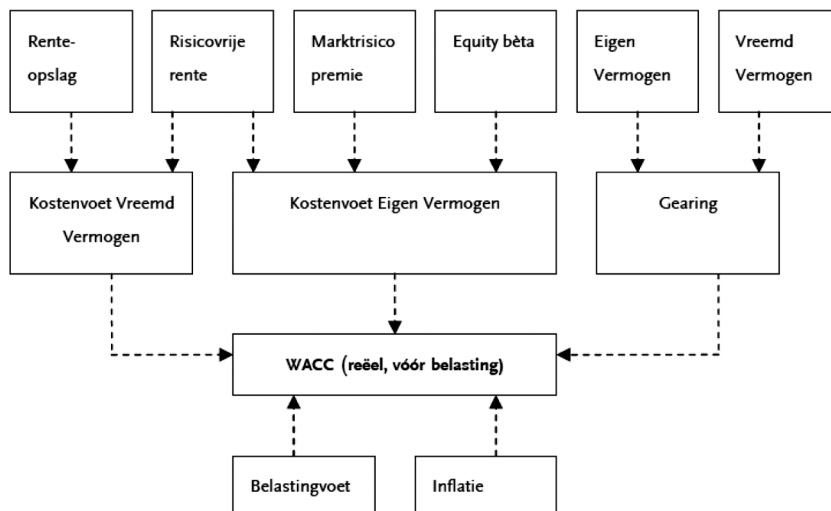 Rente-
opslag
Risicovrije
rente
Marktrisico
premie
Equity bèta
Eigen
Vermogen
Vreemd
Vermogen
Kostenvoet Vreemd
Vermogen
Kostenvoet Eigen Vermogen
Gearing
WACC (reëel, vóór belasting)
Belastingvoet
Inflatie